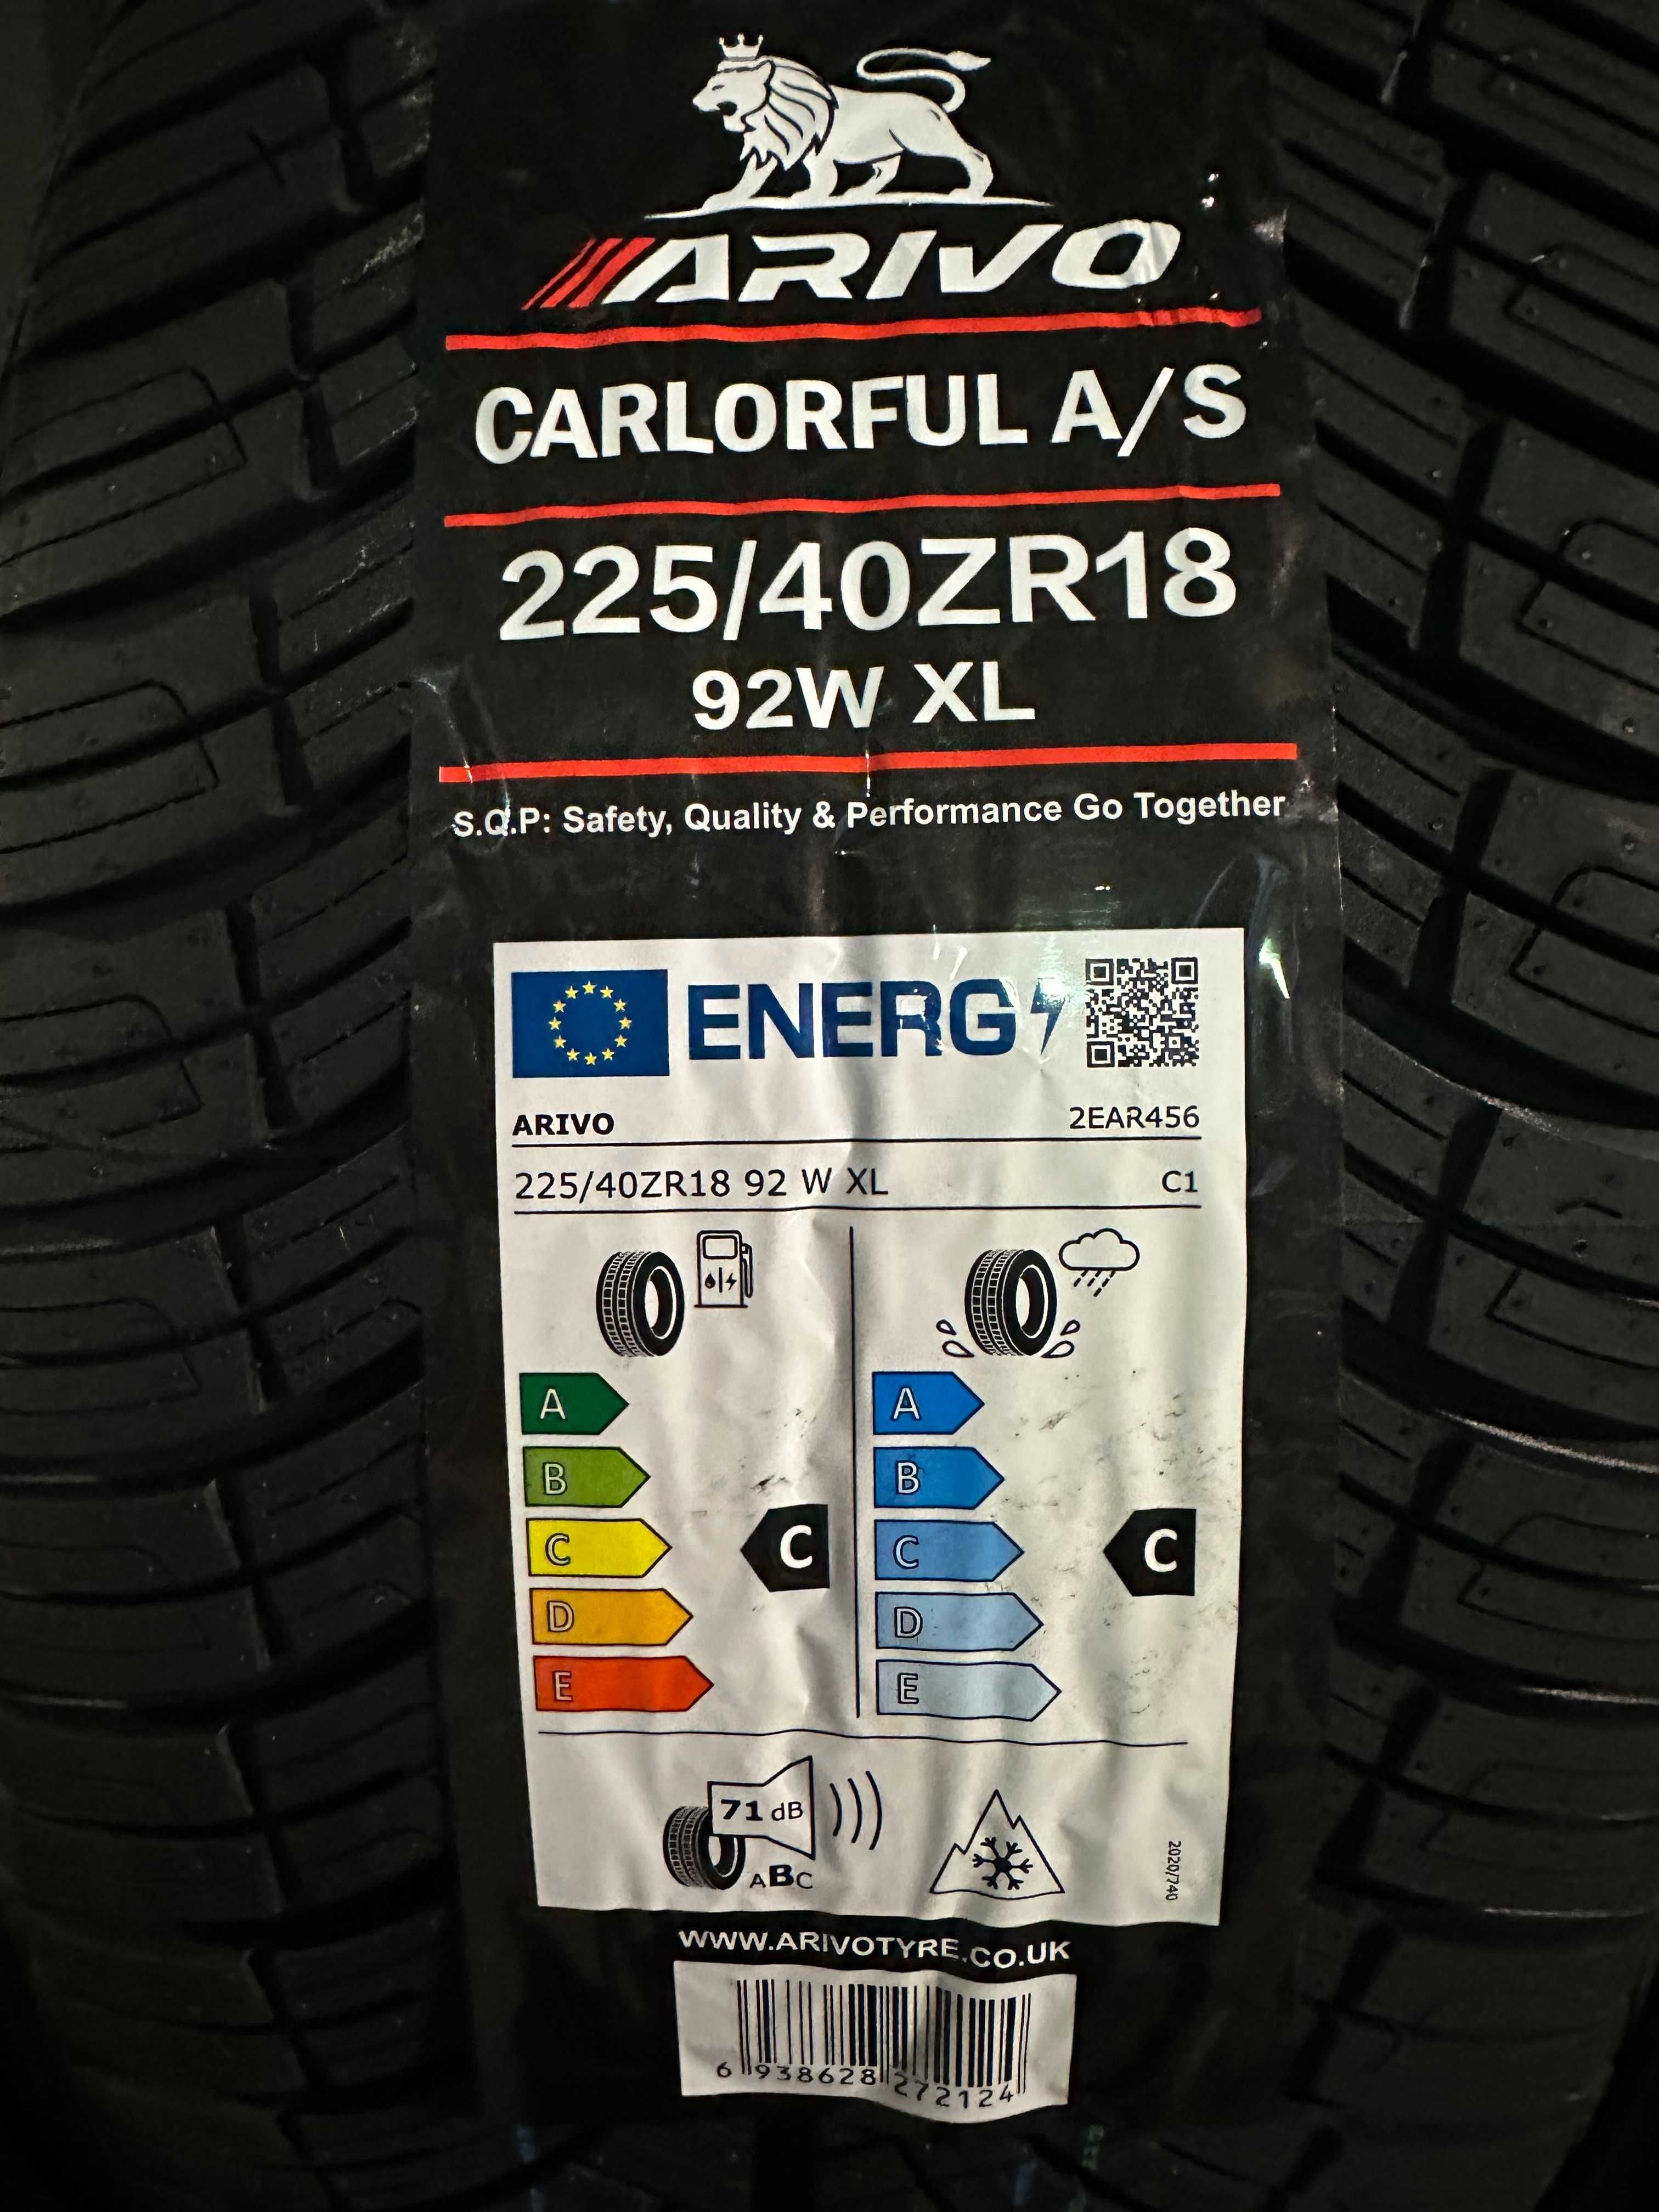 ARIVO
CARLORFUL A/S
225/40ZR18
92W XL
S.Q.P: Safety, Quality & Performance Go Together
ENERG
ARIVO 2EAR456
225/40ZR18 92 W XL C1
A A
B B
C C C C
D D
E E
71 dB
ABC
2020/740
WWW.ARIVOTYRE.CO.UK
6 938628 272124